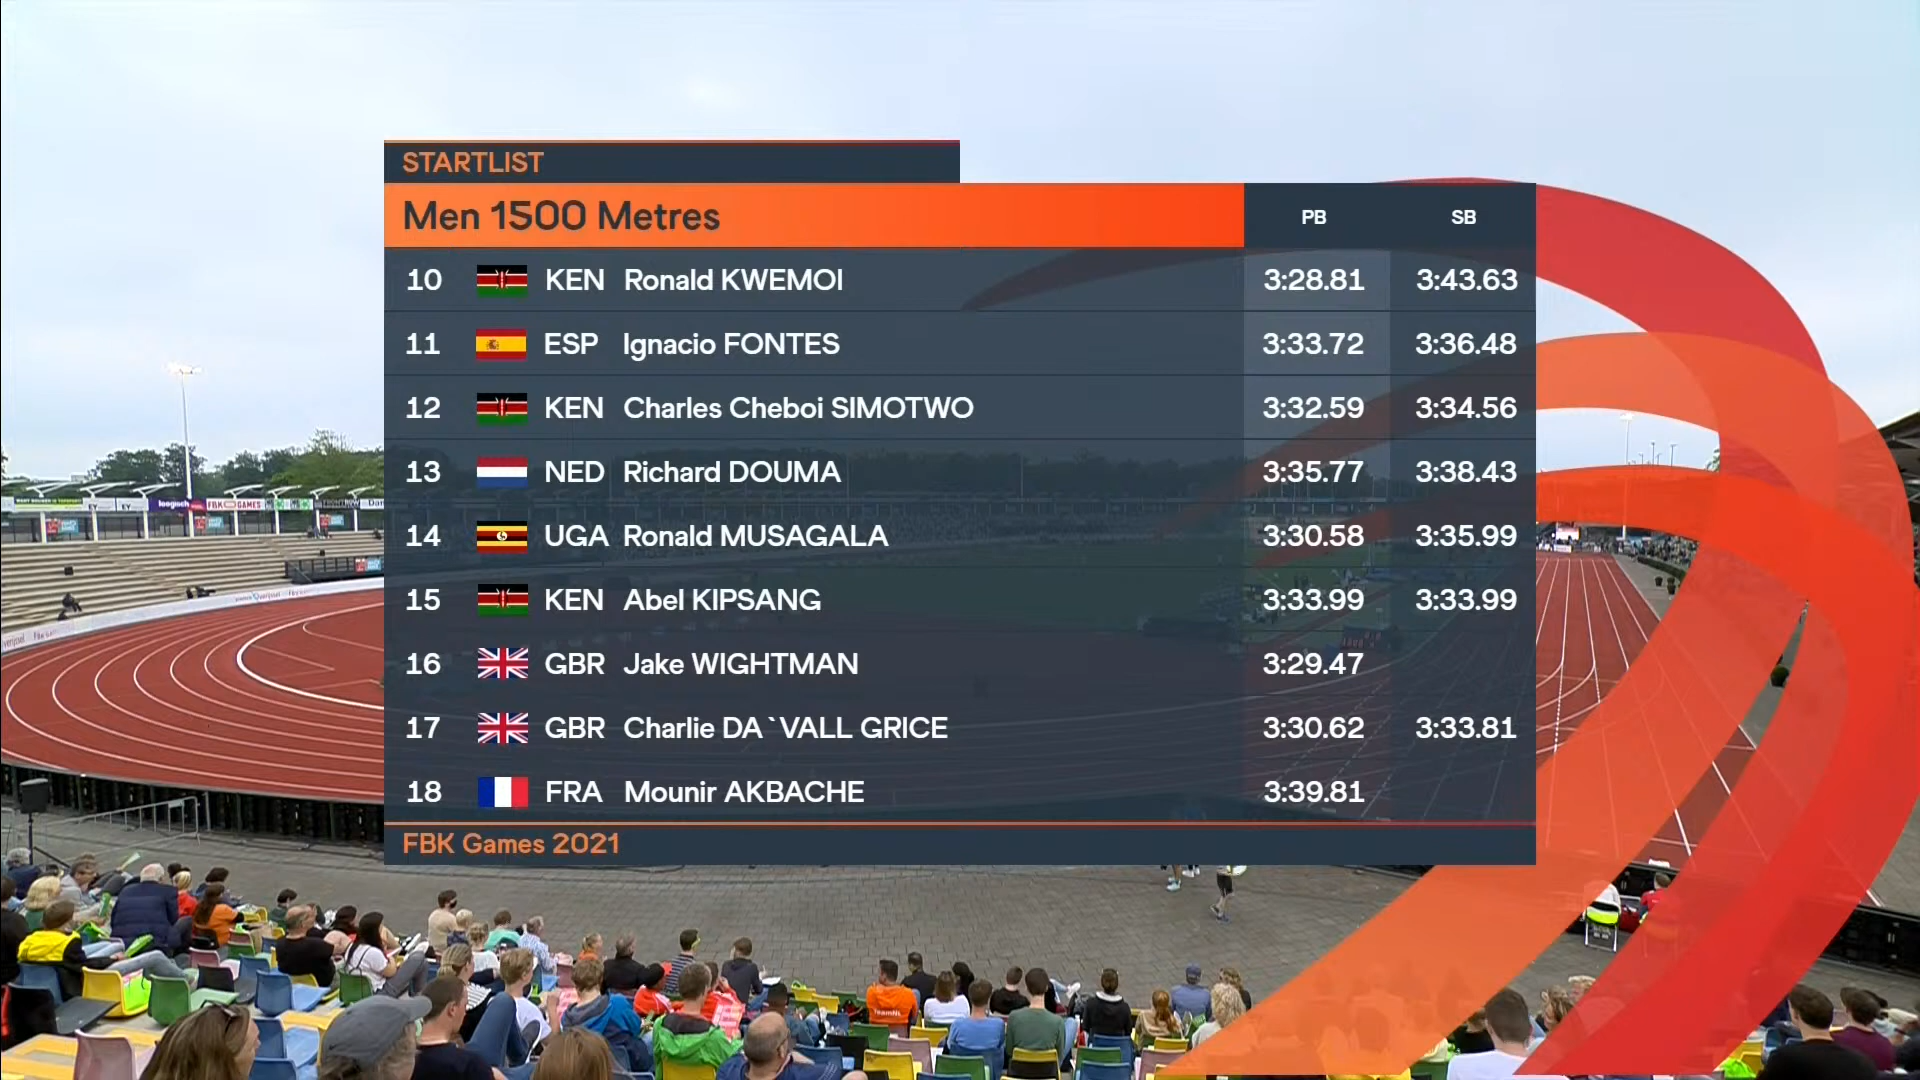 STARTLIST
Men 1500 Metres PB SB
10 KEN Ronald KWEMOI 3:28.81 3:43.63
11 ESP Ignacio FONTES 3:33.72 3:36.48
12 KEN Charles Cheboi SIMOTWO 3:32.59 3:34.56
13 NED Richard DOUMA 3:35.77 3:38.43
14 UGA Ronald MUSAGALA 3:30.58 3:35.99
15 KEN Abel KIPSANG 3:33.99 3:33.99
16 GBR Jake WIGHTMAN 3:29.47
17 GBR Charlie DA`VALL GRICE 3:30.62 3:33.81
18 FRA Mounir AKBACHE 3:39.81
FBK Games 2021
EY EY FBK GAMES
TeamNL